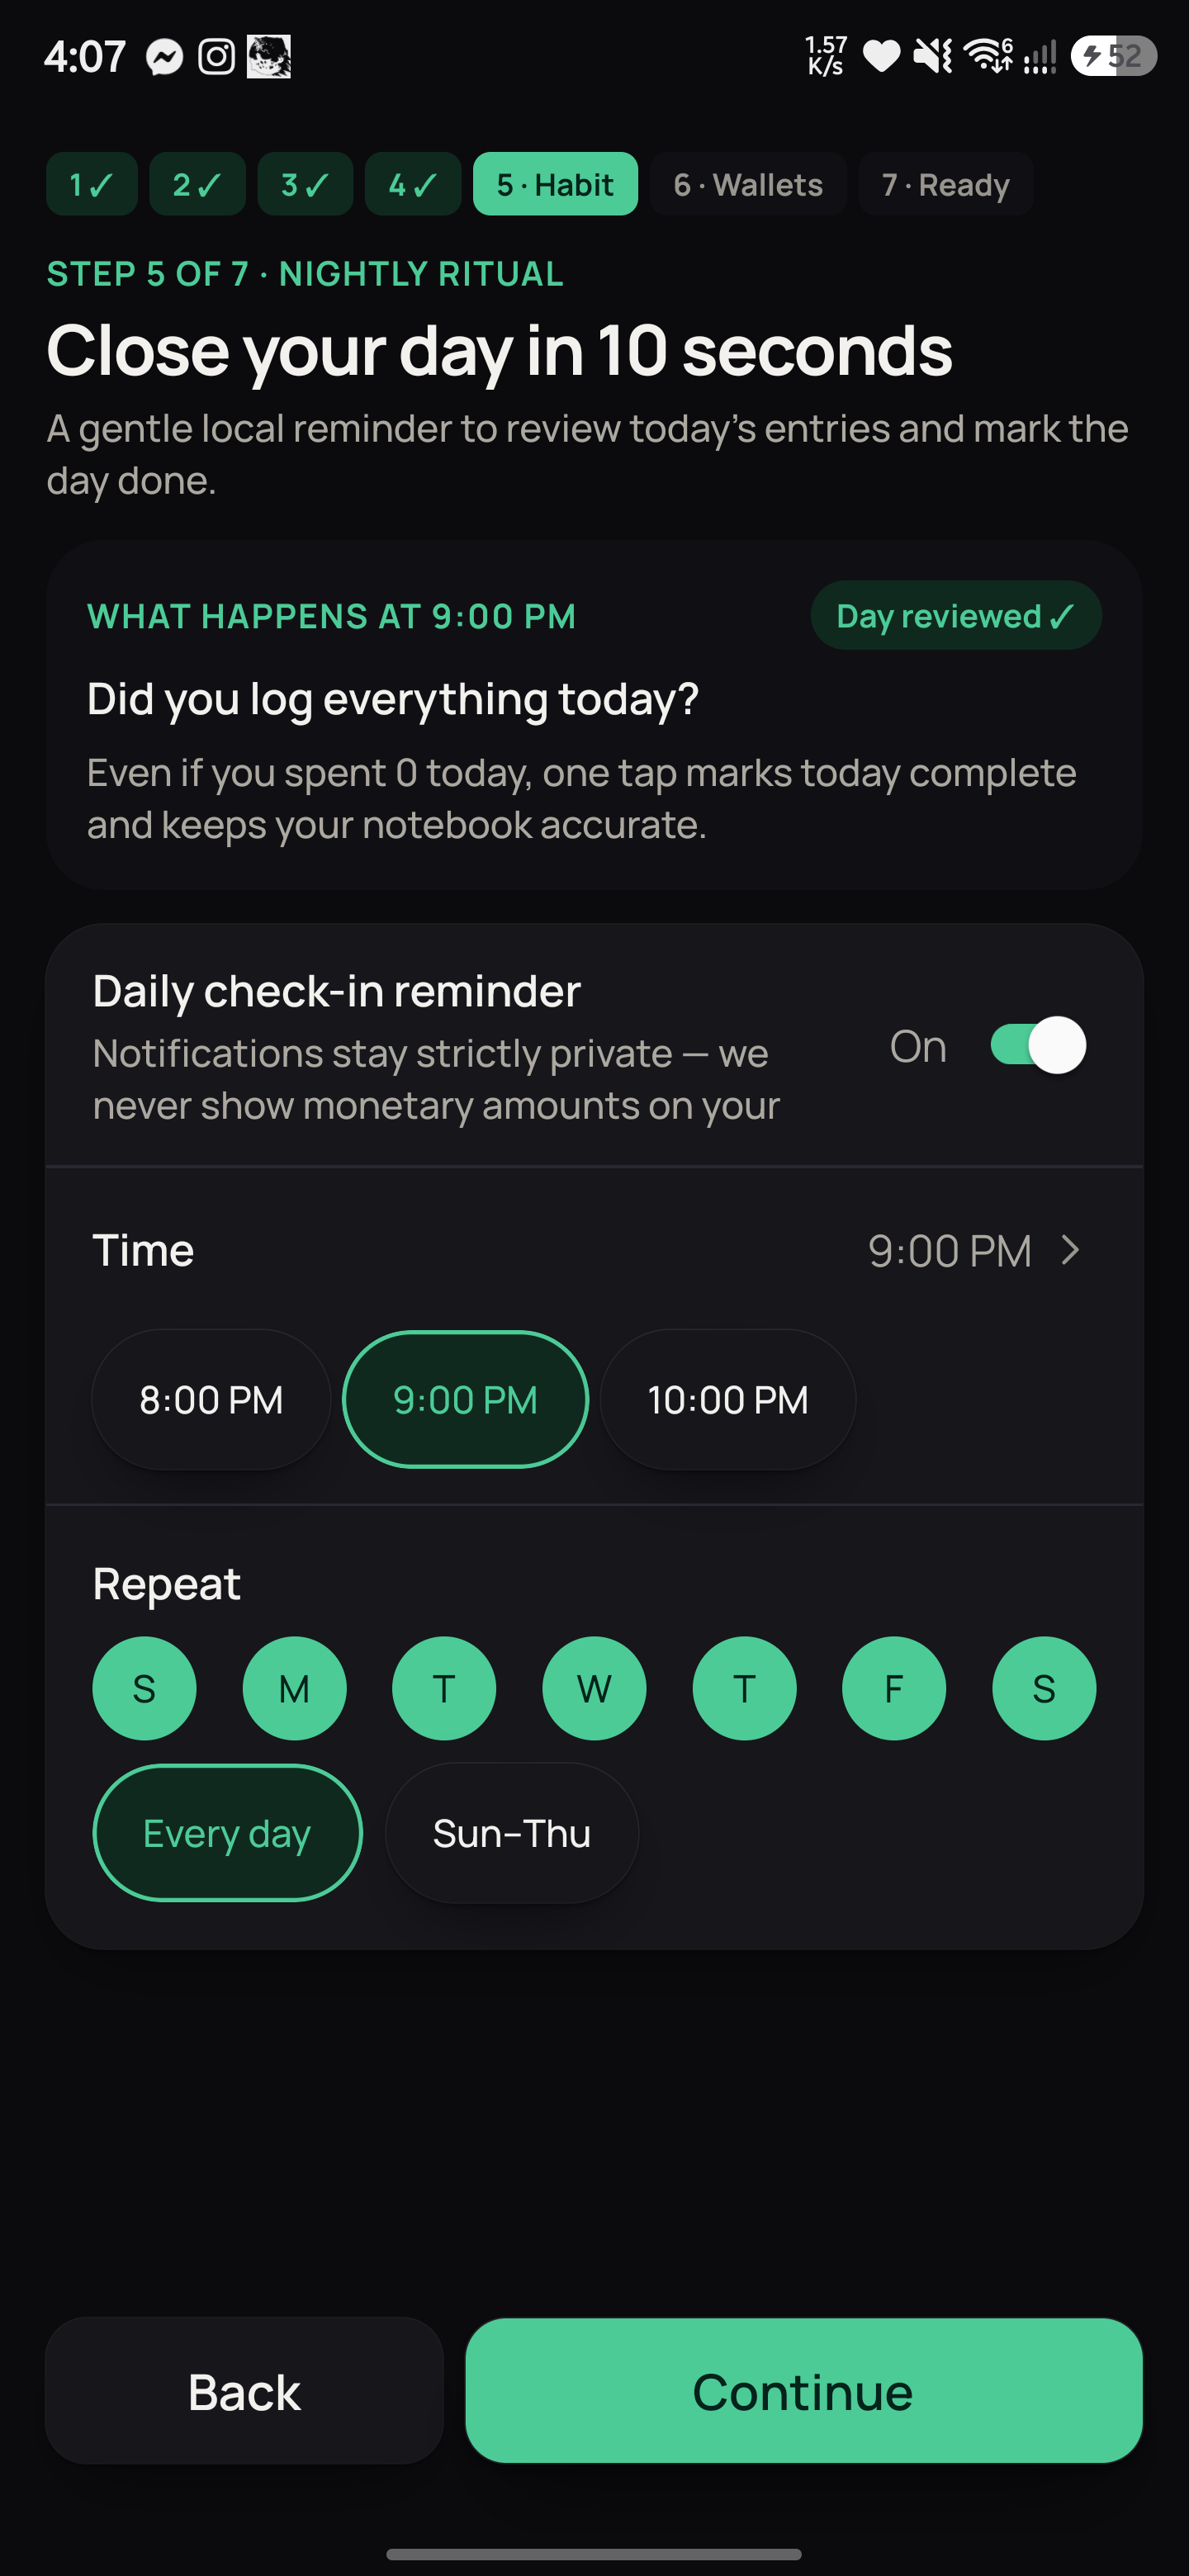 4:07
1.57 K/s
6
52
1 ✓ 2 ✓ 3 ✓ 4 ✓ 5 · Habit 6 · Wallets 7 · Ready
STEP 5 OF 7 · NIGHTLY RITUAL
Close your day in 10 seconds
A gentle local reminder to review today’s entries and mark the
day done.
WHAT HAPPENS AT 9:00 PM
Day reviewed ✓
Did you log everything today?
Even if you spent 0 today, one tap marks today complete
and keeps your notebook accurate.
Daily check-in reminder
Notifications stay strictly private — we
never show monetary amounts on your
On
Time
9:00 PM
8:00 PM 9:00 PM 10:00 PM
Repeat
S M T W T F S
Every day Sun–Thu
Back Continue